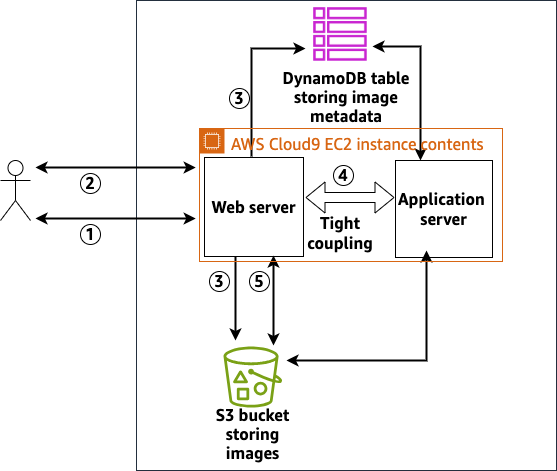 DynamoDB table
storing image
metadata
3
AWS Cloud9 EC2 instance contents
2
1
Web server
4
Tight
coupling
Application
server
3
5
S3 bucket
storing
images